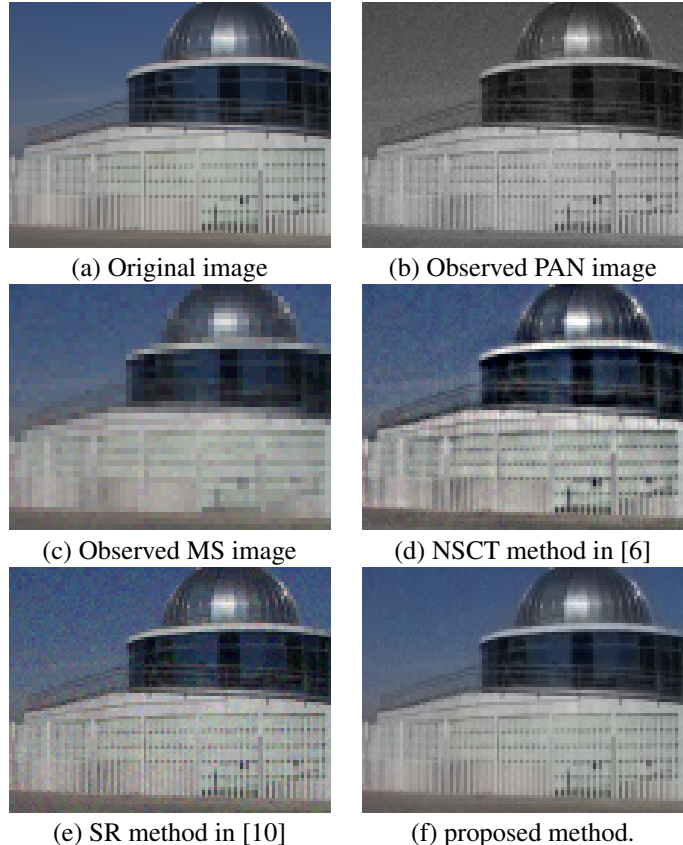 (a) Original image
(b) Observed PAN image
(c) Observed MS image
(d) NSCT method in [6]
(e) SR method in [10]
(f) proposed method.